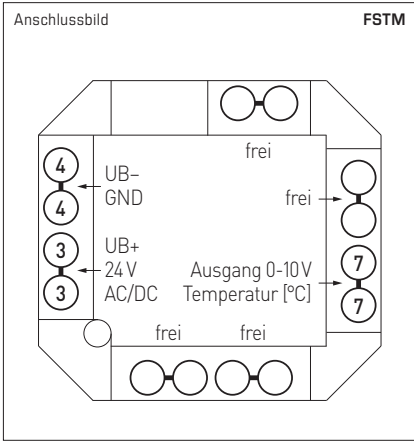 Anschlussbild FSTM
frei
4
4
UB–
GND
frei
3
3
UB+
24 V
AC/DC
Ausgang 0-10 V
Temperatur [°C]
7
7
frei frei